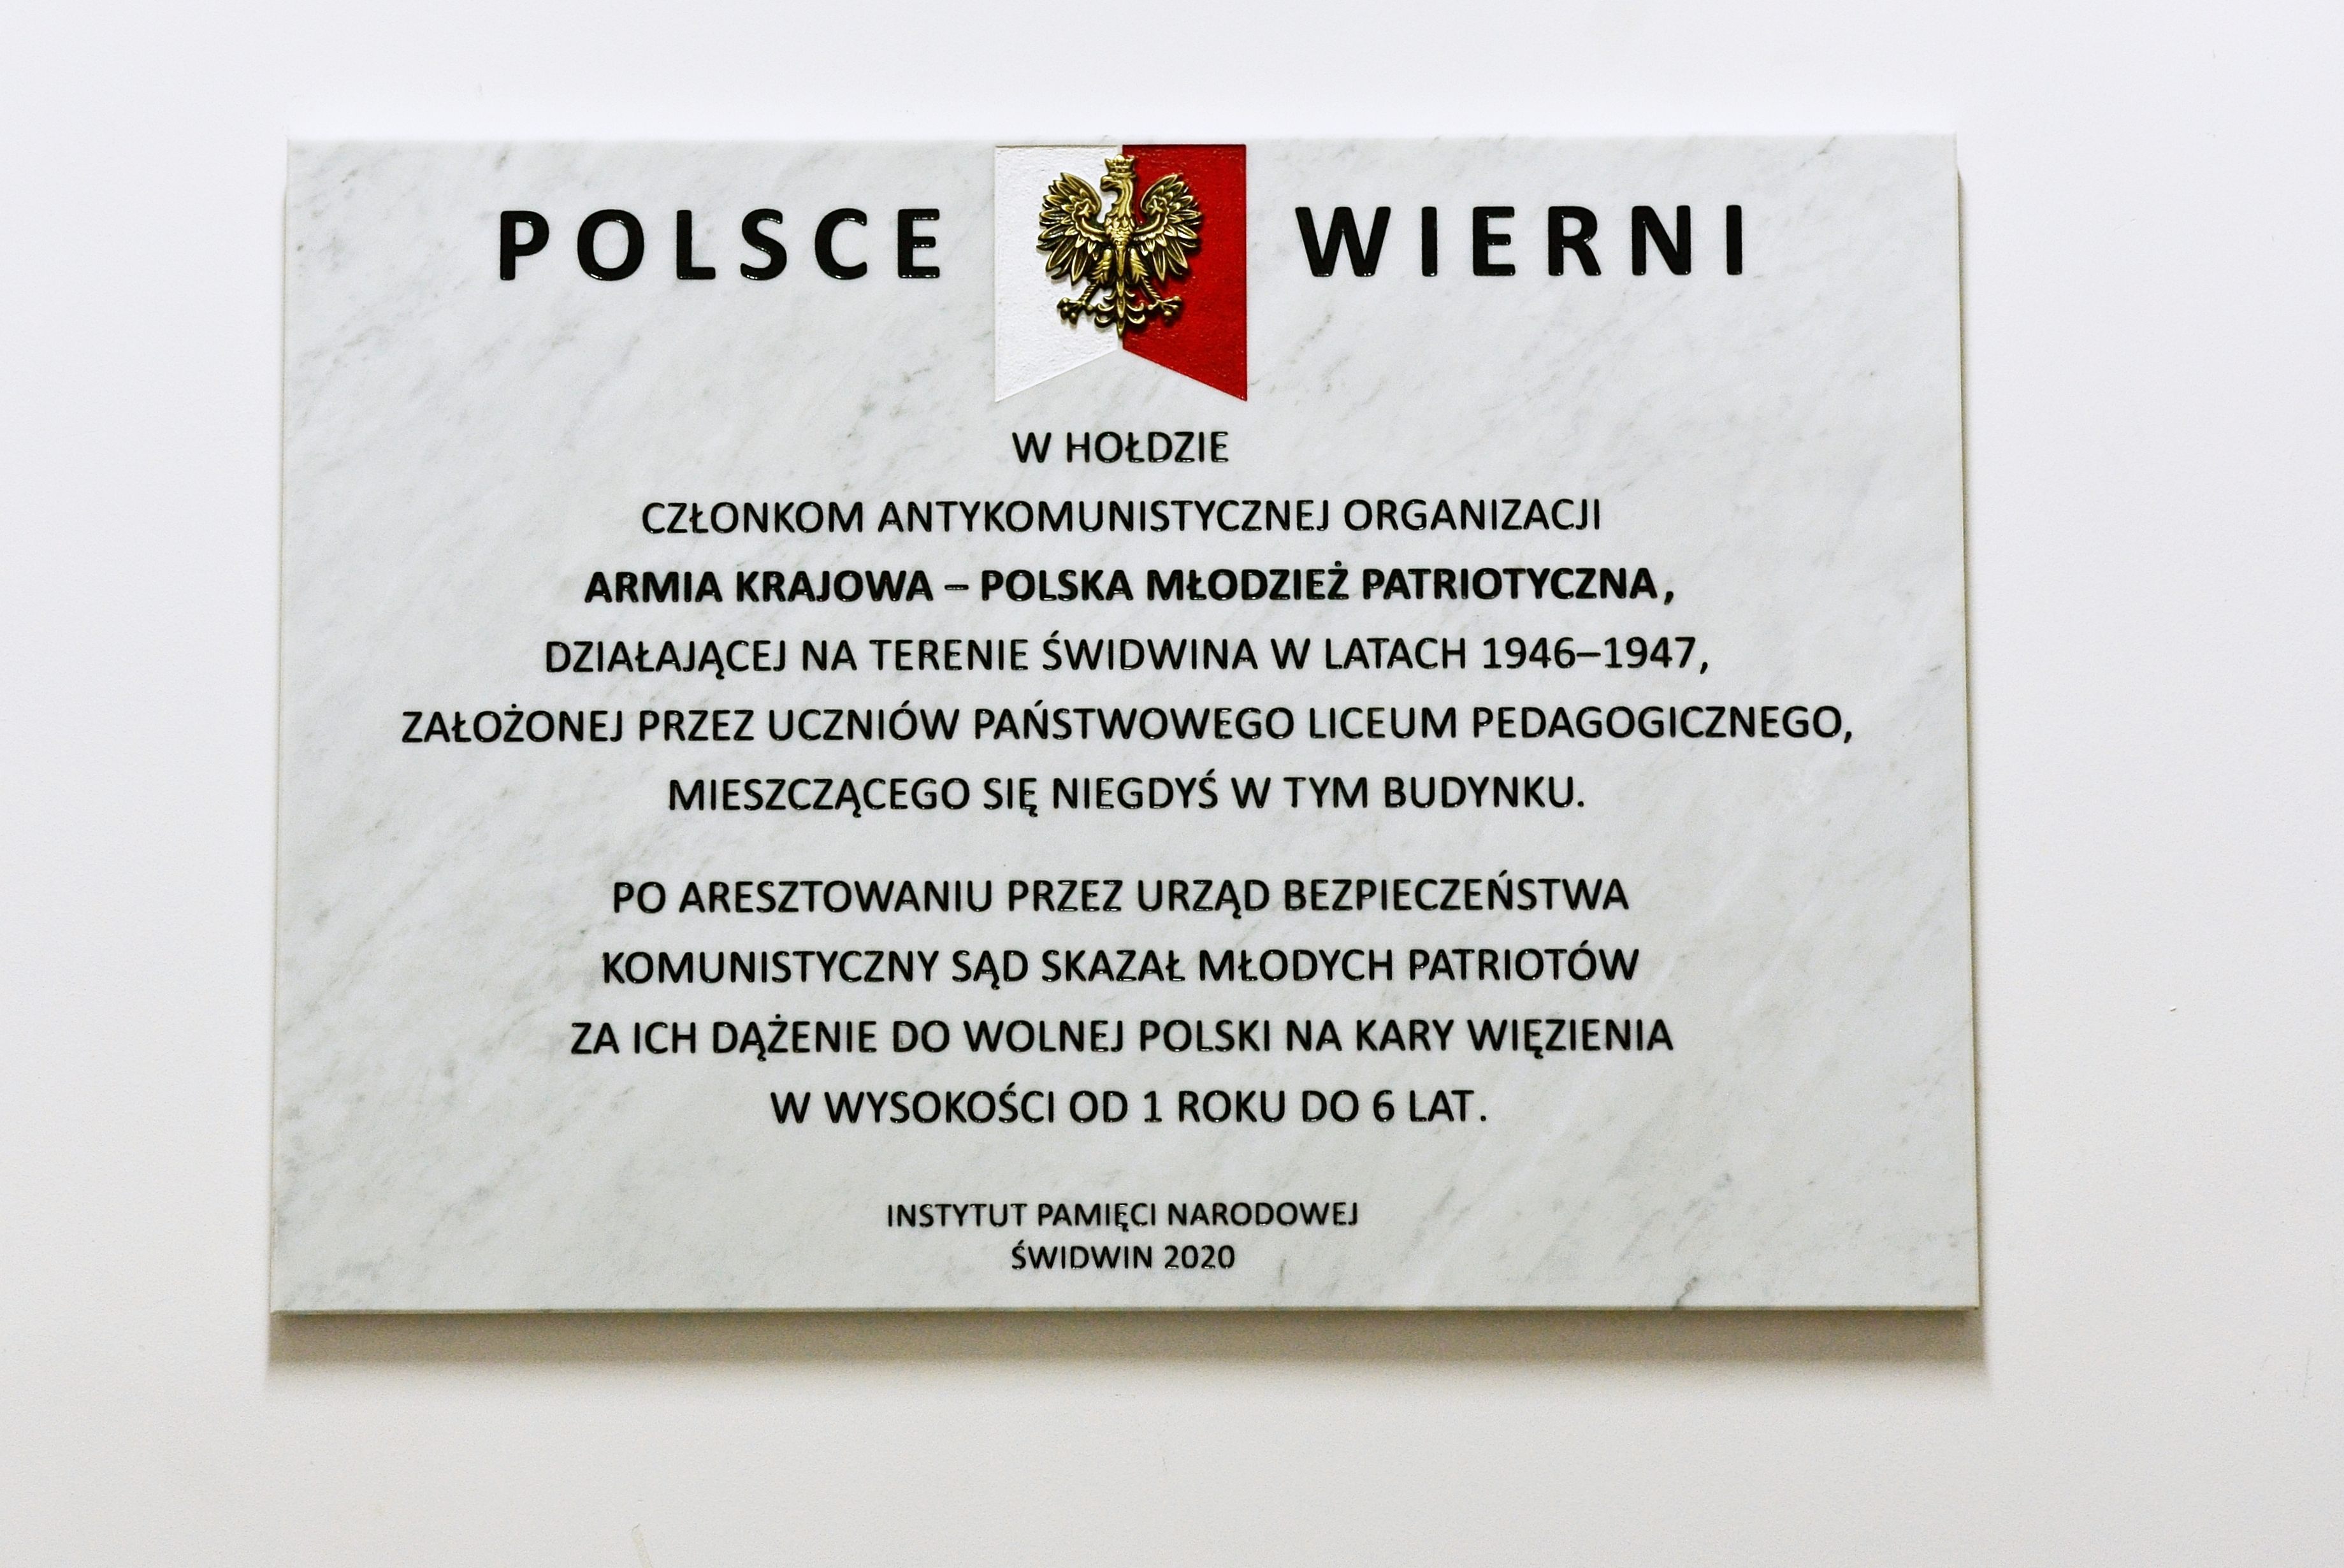 POLSCE WIERNI
W HOŁDZIE
CZŁONKOM ANTYKOMUNISTYCZNEJ ORGANIZACJI
ARMIA KRAJOWA – POLSKA MŁODZIEŻ PATRIOTYCZNA,
DZIAŁAJĄCEJ NA TERENIE ŚWIDWINA W LATACH 1946–1947,
ZAŁOŻONEJ PRZEZ UCZNIÓW PAŃSTWOWEGO LICEUM PEDAGOGICZNEGO,
MIESZCZĄCEGO SIĘ NIEGDYŚ W TYM BUDYNKU.
PO ARESZTOWANIU PRZEZ URZĄD BEZPIECZEŃSTWA
KOMUNISTYCZNY SĄD SKAZAŁ MŁODYCH PATRIOTÓW
ZA ICH DĄŻENIE DO WOLNEJ POLSKI NA KARY WIĘZIENIA
W WYSOKOŚCI OD 1 ROKU DO 6 LAT.
INSTYTUT PAMIĘCI NARODOWEJ
ŚWIDWIN 2020